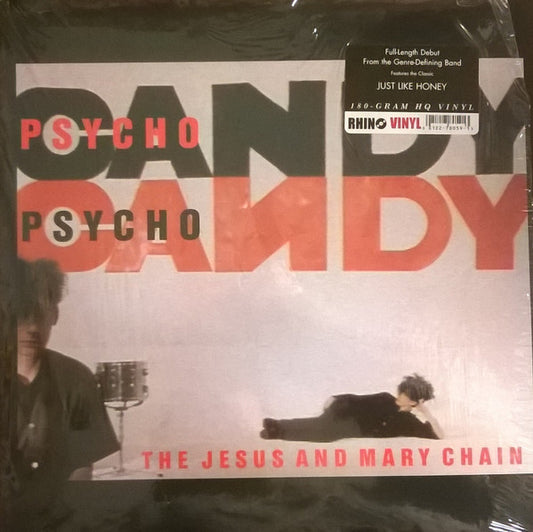 Full-Length Debut
From the Genre-Defining Band
Features the Classic
JUST LIKE HONEY
180-GRAM HQ VINYL
RHINO VINYL
PSYCHO
CANDY
PSYCHO
CANDY
THE JESUS AND MARY CHAIN